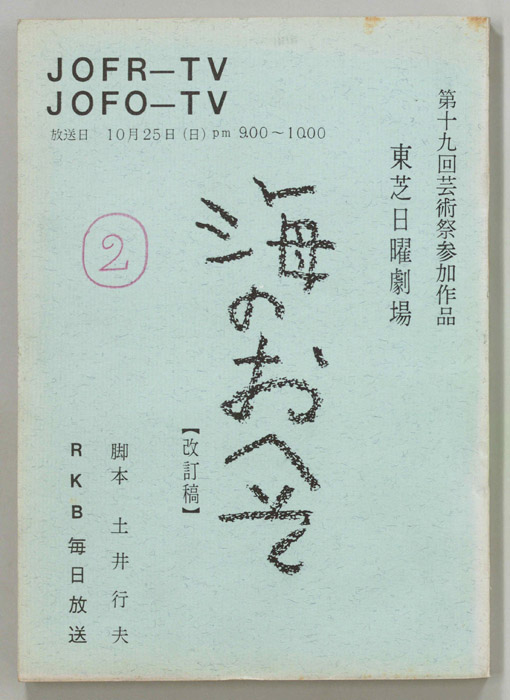 JOFR—TV
JOFO—TV
放送日 10月25日(日)pm 9.00～10.00
第十九回芸術祭参加作品
東芝日曜劇場
2
海のおへそ
【改訂稿】
脚本 土井行夫
RKB毎日放送